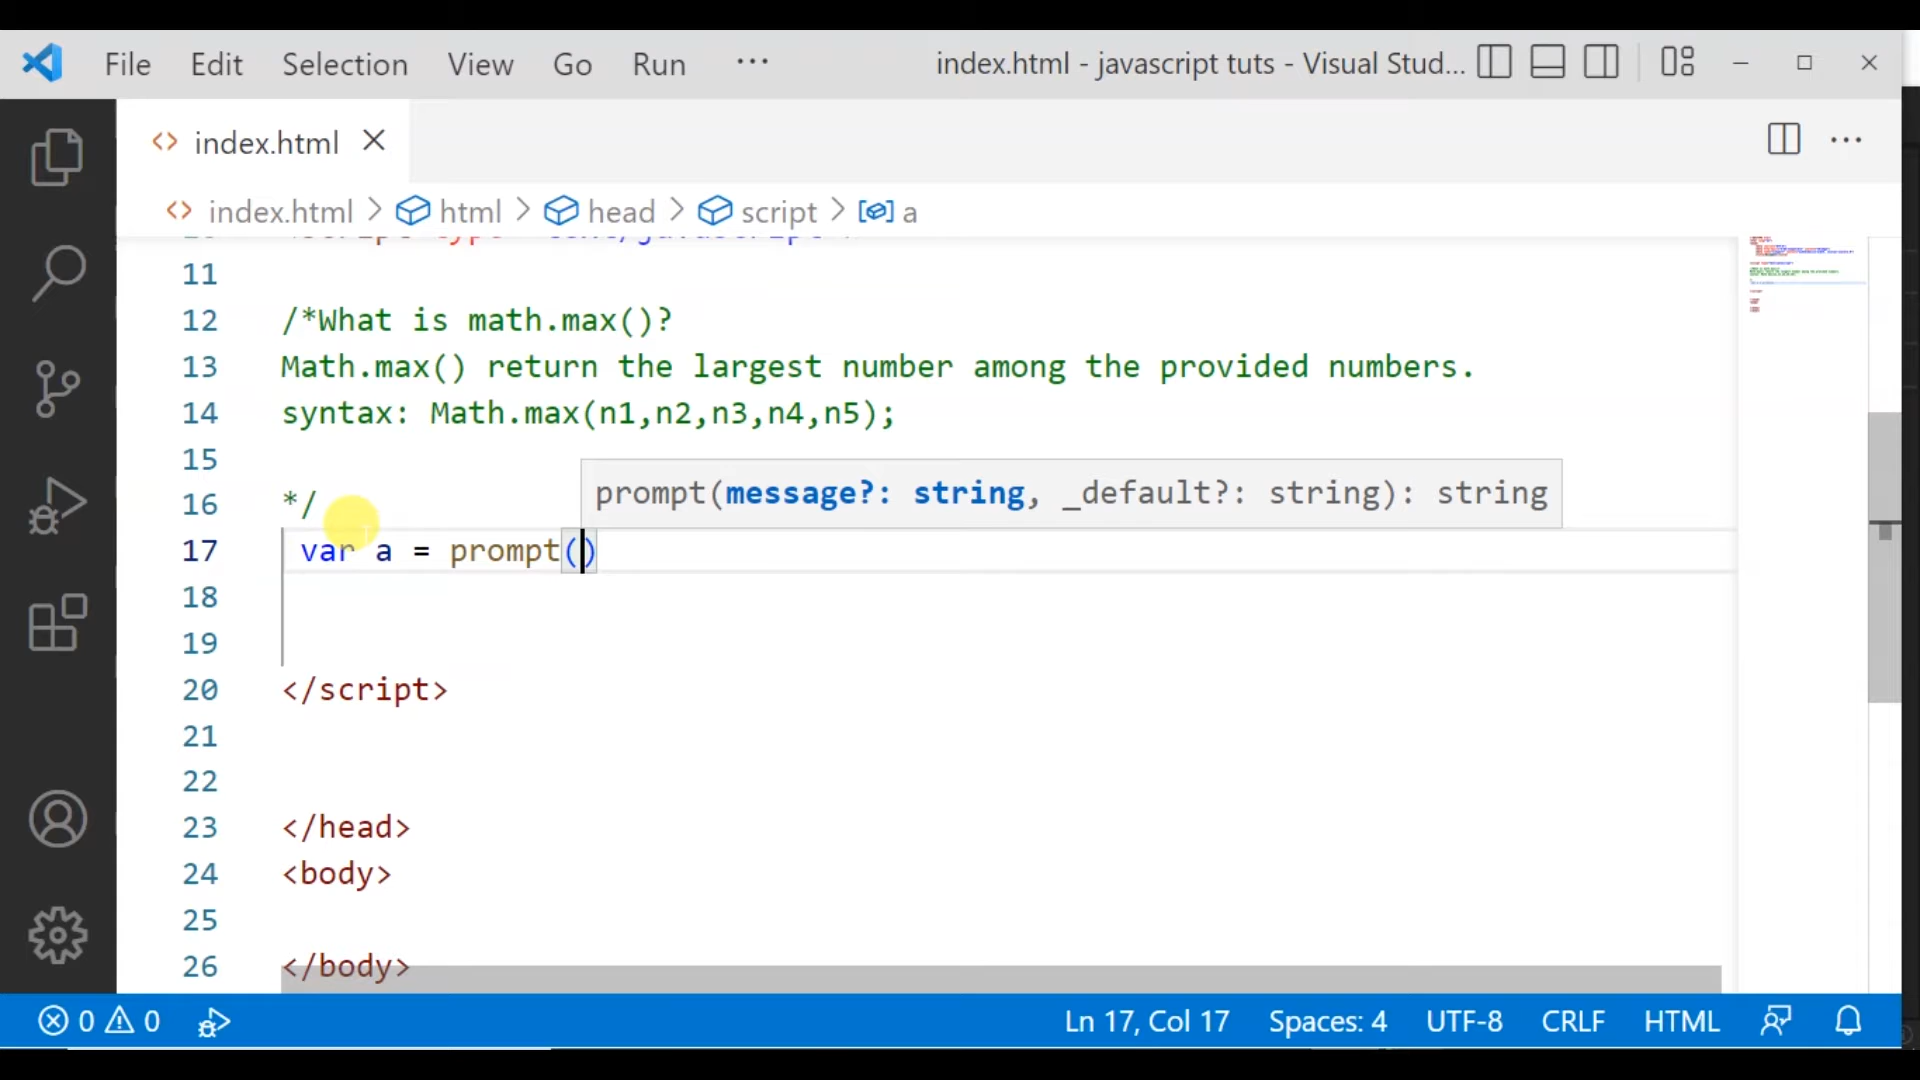 File Edit Selection View Go Run ··· index.html - javascript tuts - Visual Stud...
index.html
index.html > html > head > script > a
11
12 /*What is math.max()?
13 Math.max() return the largest number among the provided numbers.
14 syntax: Math.max(n1,n2,n3,n4,n5);
15
prompt(message?: string, _default?: string): string
16 */
17 var a = prompt()
18
19
20 </script>
21
22
23 </head>
24 <body>
25
26 </body>
0 0 Ln 17, Col 17 Spaces: 4 UTF-8 CRLF HTML